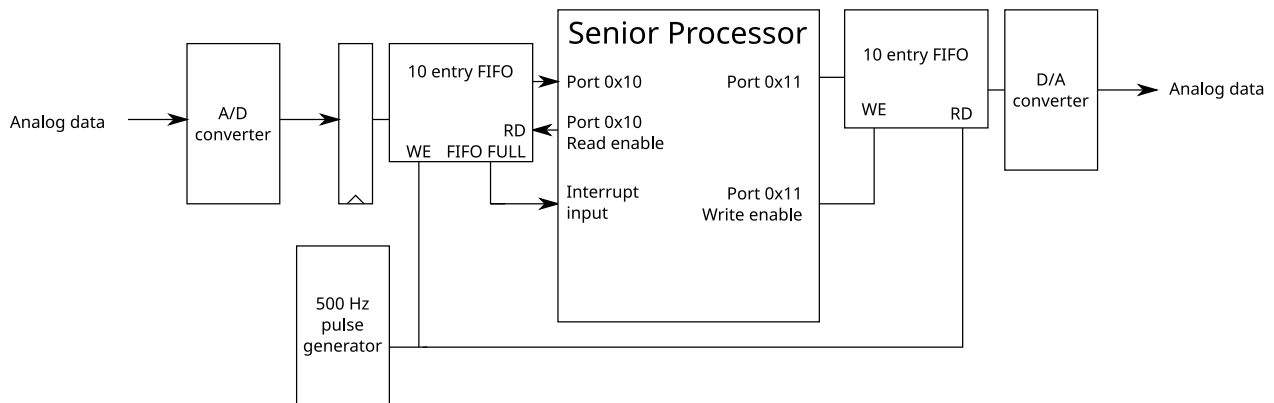 Analog data
A/D
converter
10 entry FIFO
RD
WE FIFO FULL
500 Hz
pulse
generator
Senior Processor
Port 0x10
Port 0x10
Read enable
Interrupt
input
Port 0x11
Port 0x11
Write enable
10 entry FIFO
WE
RD
D/A
converter
Analog data